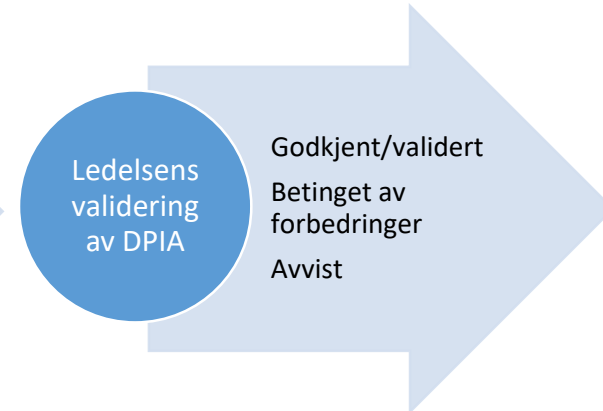 Ledelsens
validering
av DPIA
Godkjent/validert
Betinget av
forbedringer
Avvist